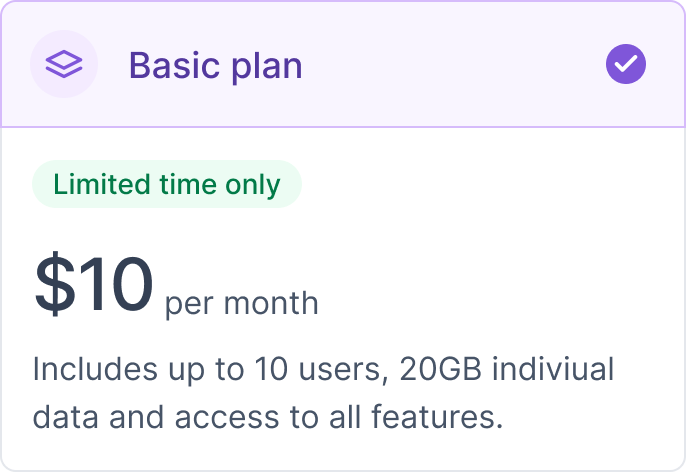 Basic plan
Limited time only
$10 per month
Includes up to 10 users, 20GB indiviual
data and access to all features.